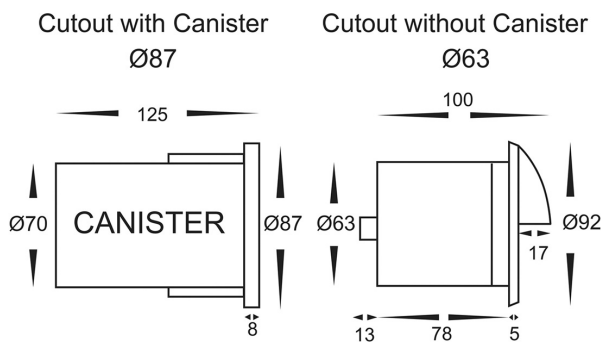 Cutout with Canister
Ø87
125
Ø70
CANISTER
Ø87
8
Cutout without Canister
Ø63
100
Ø63
Ø92
17
13
78
5